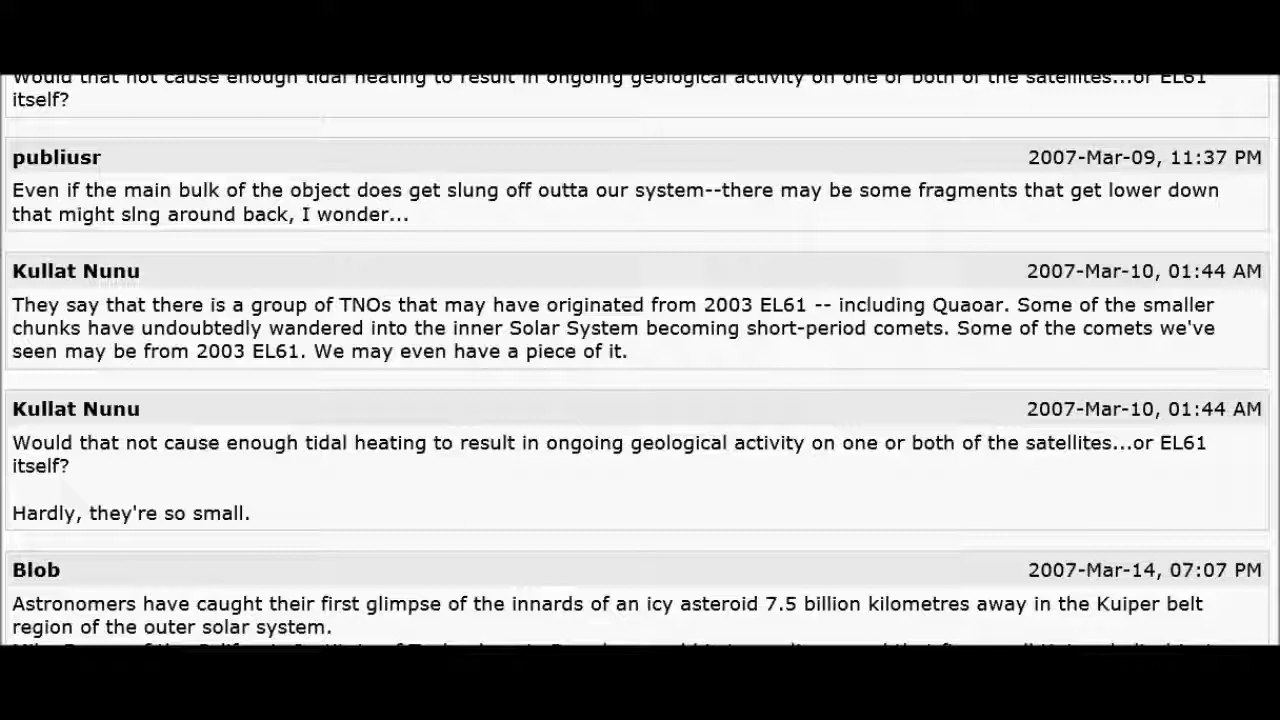 Would that not cause enough tidal heating to result in ongoing geological activity on one or both of the satellites...or EL61
itself?
publiusr 2007-Mar-09, 11:37 PM
Even if the main bulk of the object does get slung off outta our system--there may be some fragments that get lower down
that might slng around back, I wonder...
Kullat Nunu 2007-Mar-10, 01:44 AM
They say that there is a group of TNOs that may have originated from 2003 EL61 -- including Quaoar. Some of the smaller
chunks have undoubtedly wandered into the inner Solar System becoming short-period comets. Some of the comets we've
seen may be from 2003 EL61. We may even have a piece of it.
Kullat Nunu 2007-Mar-10, 01:44 AM
Would that not cause enough tidal heating to result in ongoing geological activity on one or both of the satellites...or EL61
itself?
Hardly, they're so small.
Blob 2007-Mar-14, 07:07 PM
Astronomers have caught their first glimpse of the innards of an icy asteroid 7.5 billion kilometres away in the Kuiper belt
region of the outer solar system.